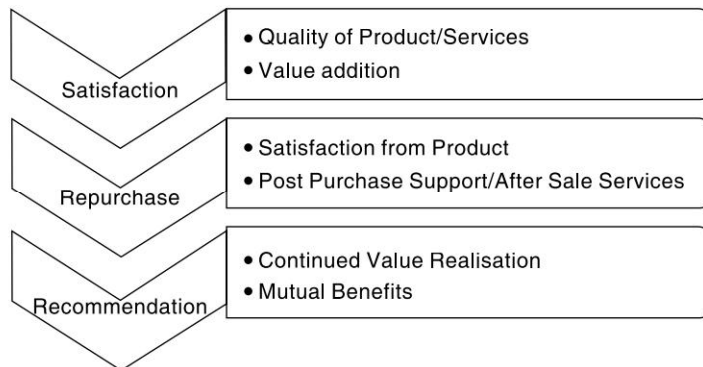 Satisfaction
• Quality of Product/Services
• Value addition
Repurchase
• Satisfaction from Product
• Post Purchase Support/After Sale Services
Recommendation
• Continued Value Realisation
• Mutual Benefits